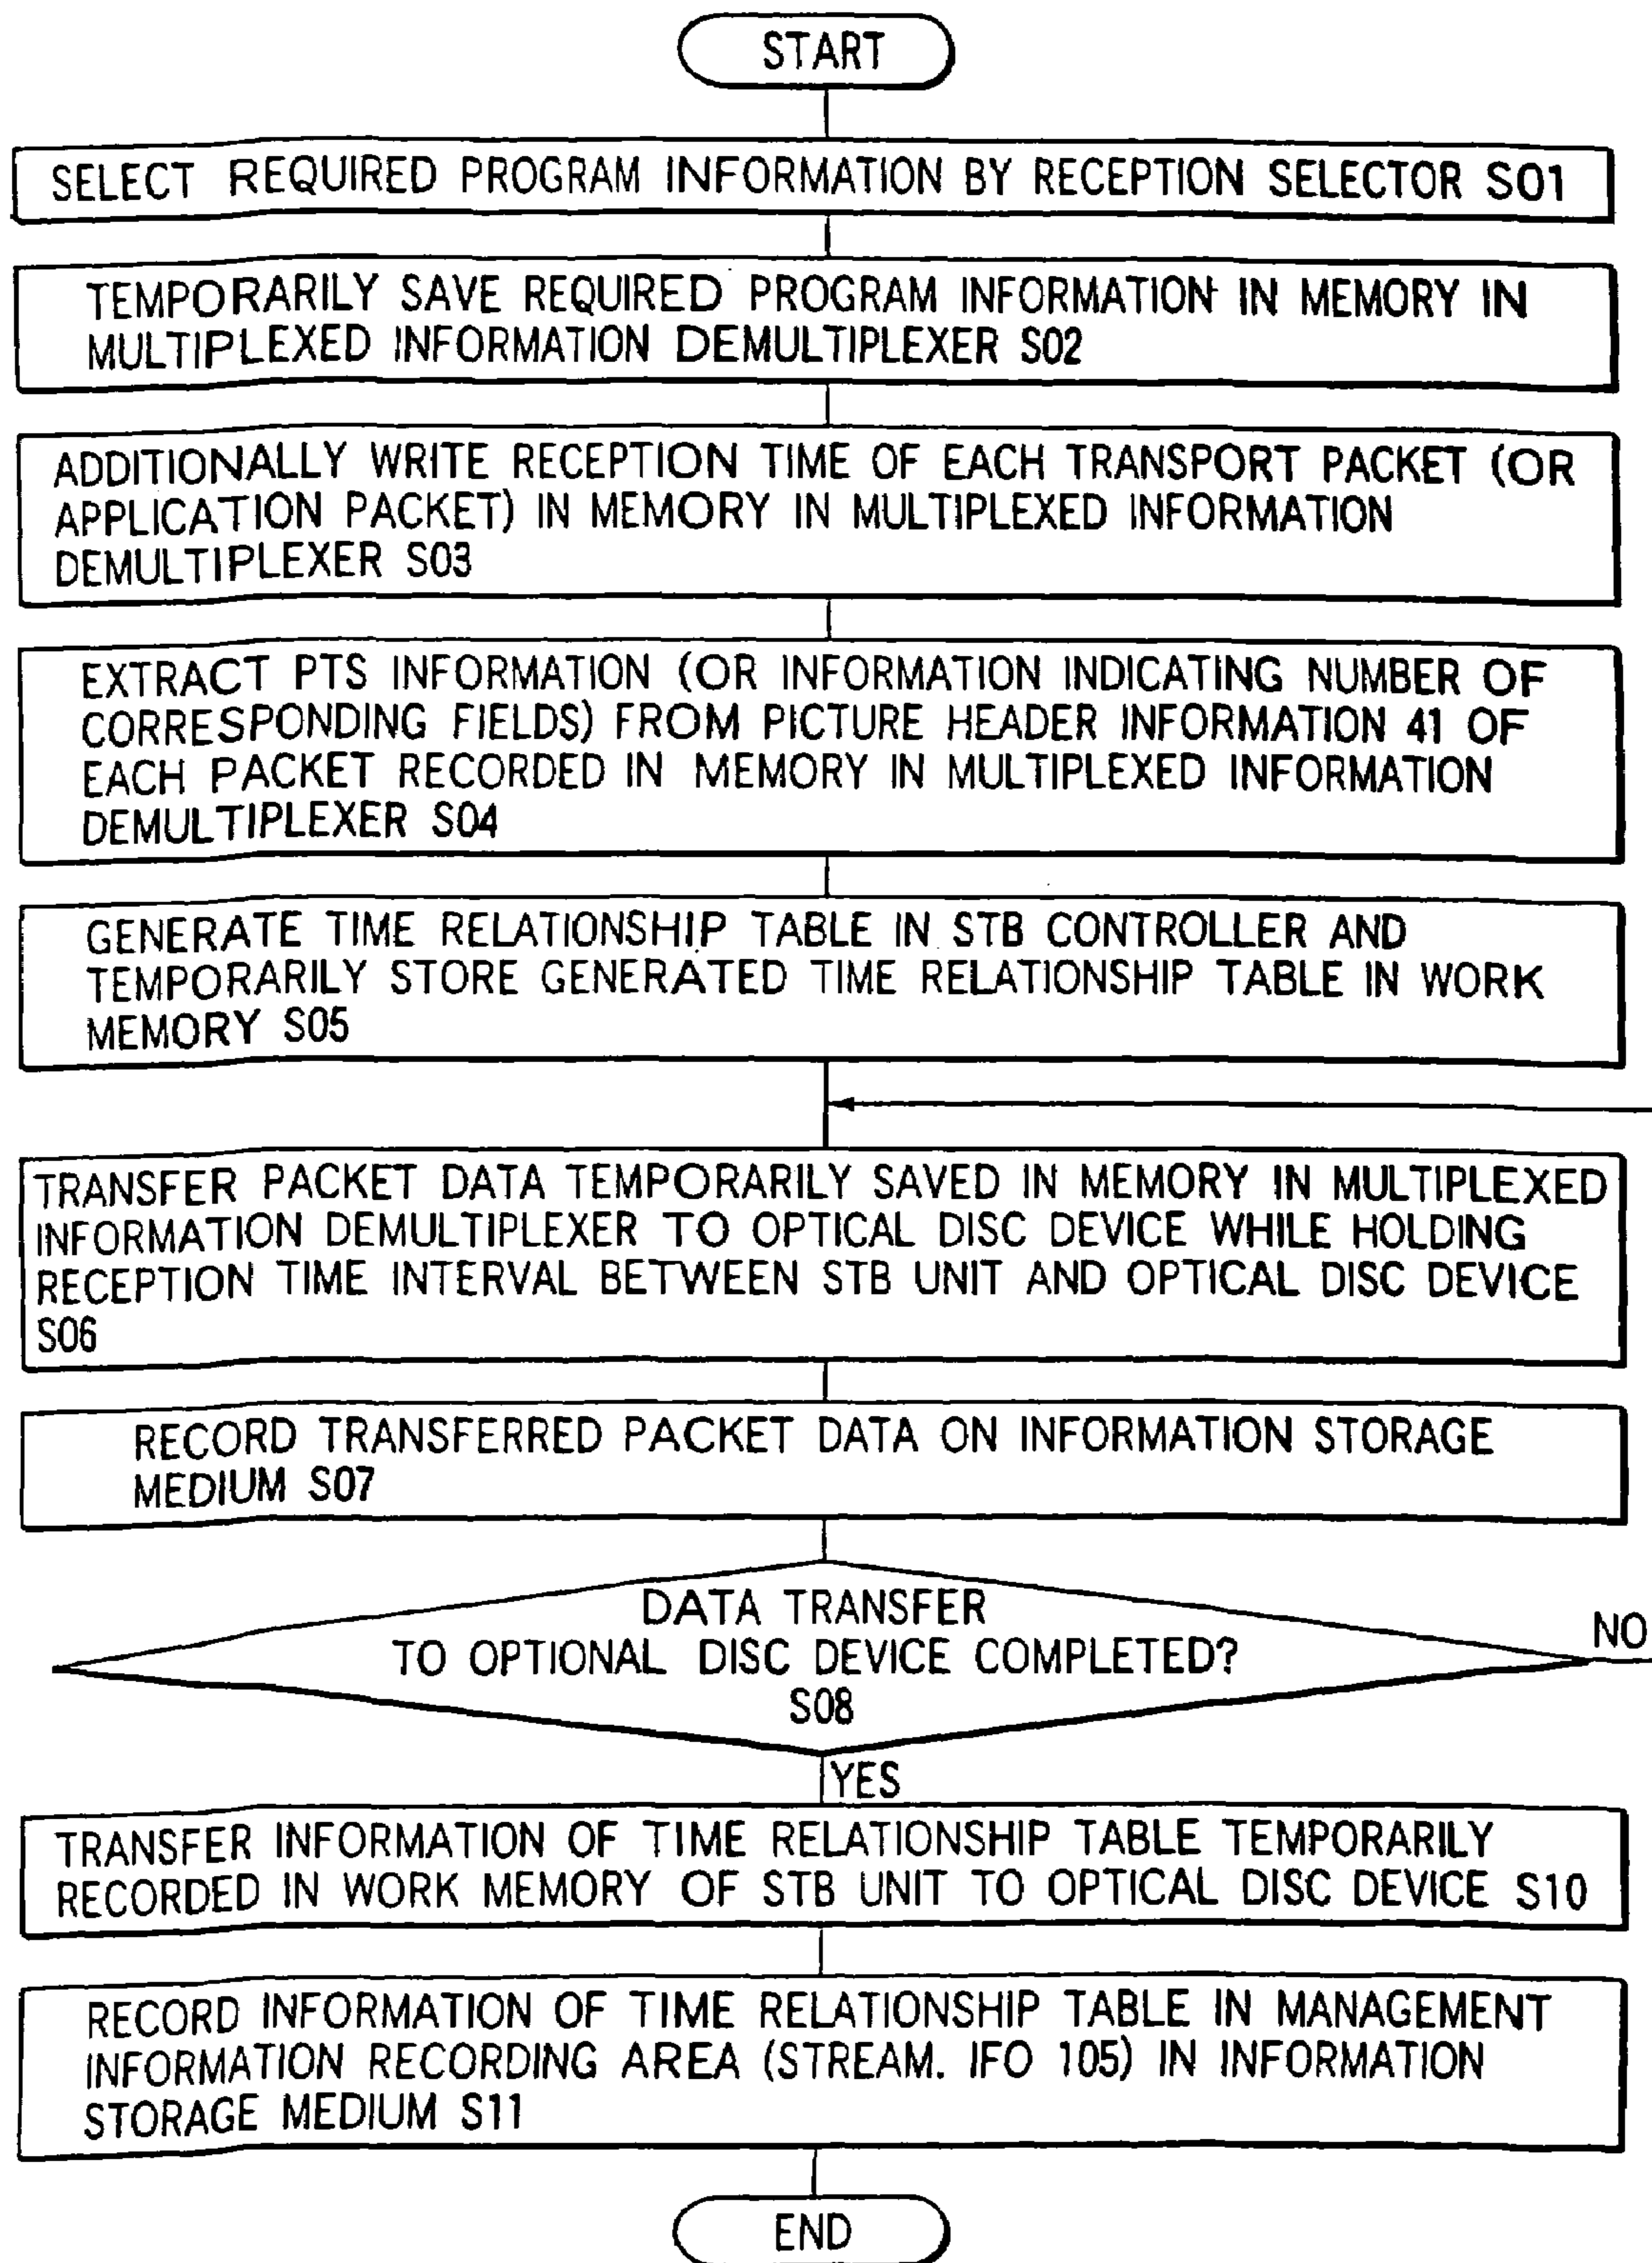 START
SELECT REQUIRED PROGRAM INFORMATION BY RECEPTION SELECTOR S01
TEMPORARILY SAVE REQUIRED PROGRAM INFORMATION IN MEMORY IN
MULTIPLEXED INFORMATION DEMULTIPLEXER S02
ADDITIONALLY WRITE RECEPTION TIME OF EACH TRANSPORT PACKET (OR
APPLICATION PACKET) IN MEMORY IN MULTIPLEXED INFORMATION
DEMULTIPLEXER S03
EXTRACT PTS INFORMATION (OR INFORMATION INDICATING NUMBER OF
CORRESPONDING FIELDS) FROM PICTURE HEADER INFORMATION 41 OF
EACH PACKET RECORDED IN MEMORY IN MULTIPLEXED INFORMATION
DEMULTIPLEXER S04
GENERATE TIME RELATIONSHIP TABLE IN STB CONTROLLER AND
TEMPORARILY STORE GENERATED TIME RELATIONSHIP TABLE IN WORK
MEMORY S05
TRANSFER PACKET DATA TEMPORARILY SAVED IN MEMORY IN MULTIPLEXED
INFORMATION DEMULTIPLEXER TO OPTICAL DISC DEVICE WHILE HOLDING
RECEPTION TIME INTERVAL BETWEEN STB UNIT AND OPTICAL DISC DEVICE
S06
RECORD TRANSFERRED PACKET DATA ON INFORMATION STORAGE
MEDIUM S07
DATA TRANSFER
TO OPTIONAL DISC DEVICE COMPLETED?
S08
NO
YES
TRANSFER INFORMATION OF TIME RELATIONSHIP TABLE TEMPORARILY
RECORDED IN WORK MEMORY OF STB UNIT TO OPTICAL DISC DEVICE S10
RECORD INFORMATION OF TIME RELATIONSHIP TABLE IN MANAGEMENT
INFORMATION RECORDING AREA (STREAM. IFO 105) IN INFORMATION
STORAGE MEDIUM S11
END